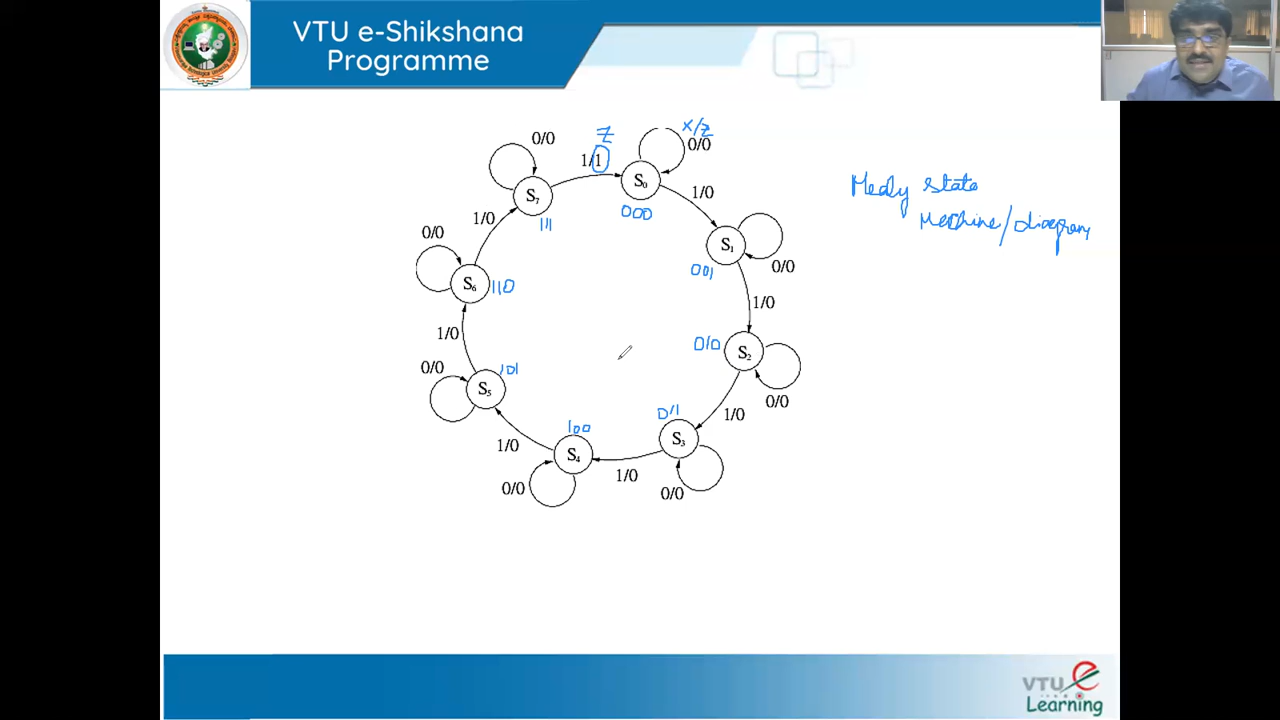 VTU e-Shikshana
Programme
Z
x/z
0/0
1/1
0/0
S₇
S₀
1/0
111
000
1/0
0/0
S₁
0/0
S₆
110
001
0/0
1/0
1/0
010
S₂
0/0
101
S₅
0/0
1/0
011
1/0
100
S₄
S₃
1/0
0/0
0/0
Mealy state
Machine/diagram
VTU e
Learning